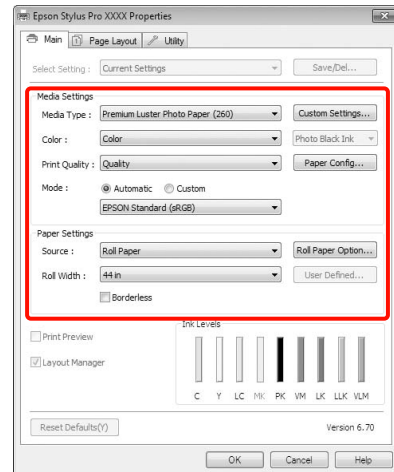 Epson Stylus Pro XXXX Properties
Main Page Layout Utility
Select Setting : Current Settings Save/Del...
Media Settings
Media Type : Premium Luster Photo Paper (260) Custom Settings...
Color : Color Photo Black Ink
Print Quality : Quality Paper Config...
Mode : Automatic Custom
EPSON Standard (sRGB)
Paper Settings
Source : Roll Paper Roll Paper Option...
Roll Width : 44 in User Defined...
Borderless
Print Preview
Layout Manager
Ink Levels
C Y LC MK PK VM LK LLK VLM
Reset Defaults(Y) Version 6.70
OK Cancel Help